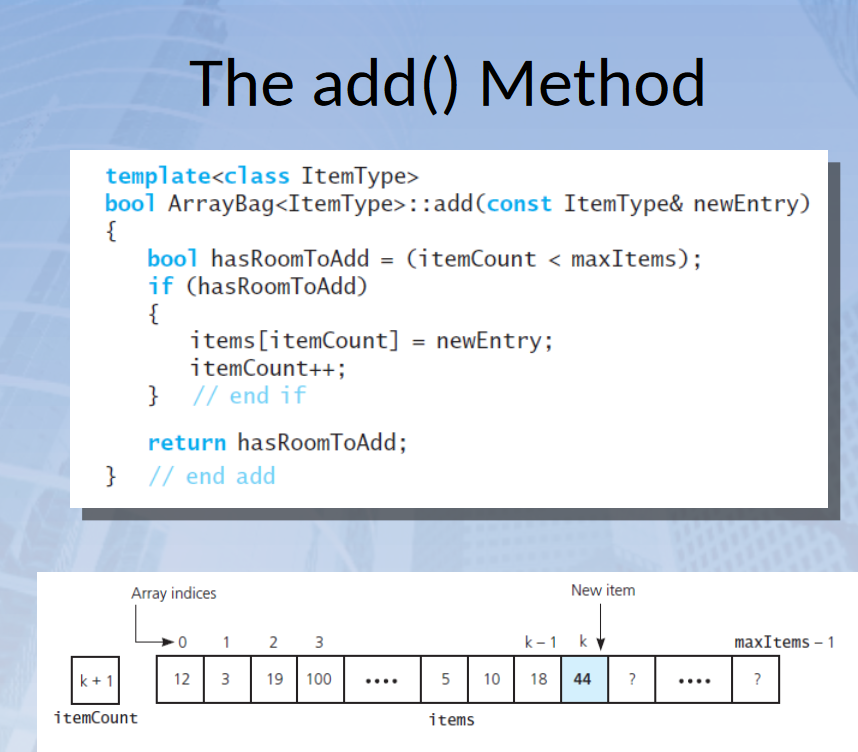 The add() Method
template<class ItemType>
bool ArrayBag<ItemType>::add(const ItemType& newEntry)
{
bool hasRoomToAdd = (itemCount < maxItems);
if (hasRoomToAdd)
{
items[itemCount] = newEntry;
itemCount++;
} // end if
return hasRoomToAdd;
} // end add
Array indices New item
0 1 2 3 k – 1 k maxItems – 1
k + 1 12 3 19 100 •••• 5 10 18 44 ? •••• ?
itemCount items